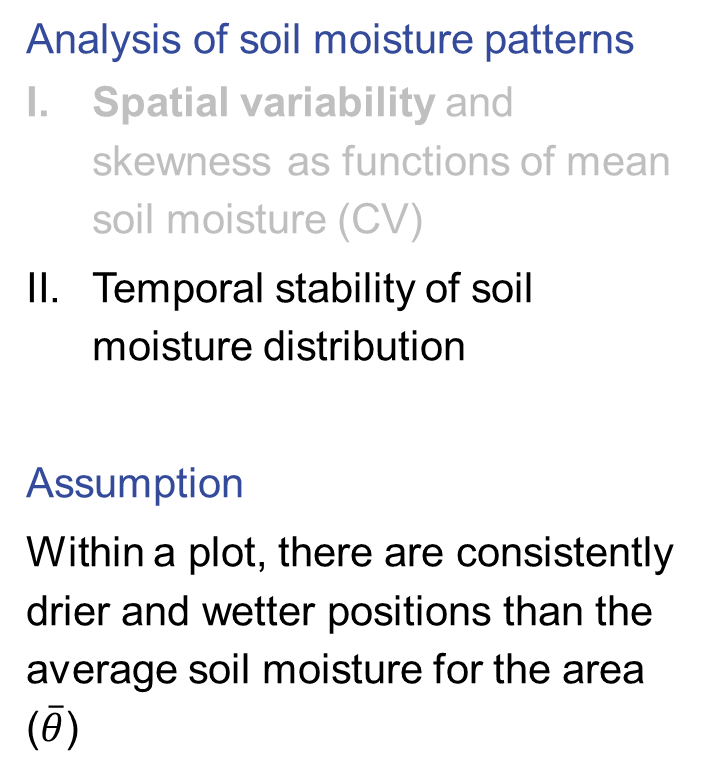 Analysis of soil moisture patterns
I. Spatial variability and
skewness as functions of mean
soil moisture (CV)
II. Temporal stability of soil
moisture distribution
Assumption
Within a plot, there are consistently
drier and wetter positions than the
average soil moisture for the area
(θ̄)